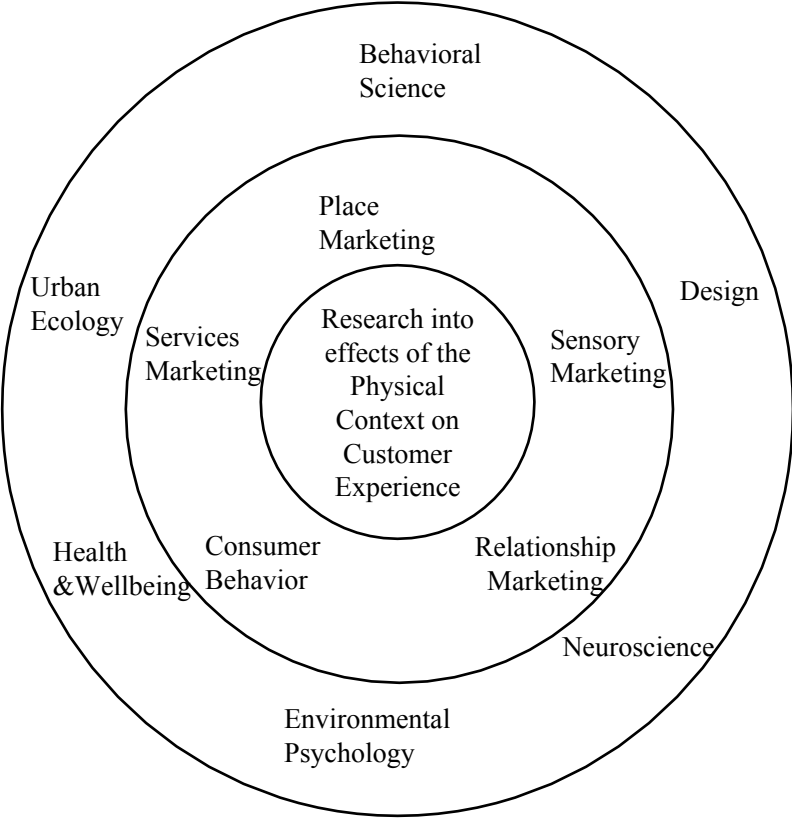 Behavioral
Science
Place
Marketing
Urban
Ecology
Design
Services
Marketing
Research into
effects of the
Physical
Context on
Customer
Experience
Sensory
Marketing
Health
&Wellbeing
Consumer
Behavior
Relationship
Marketing
Neuroscience
Environmental
Psychology